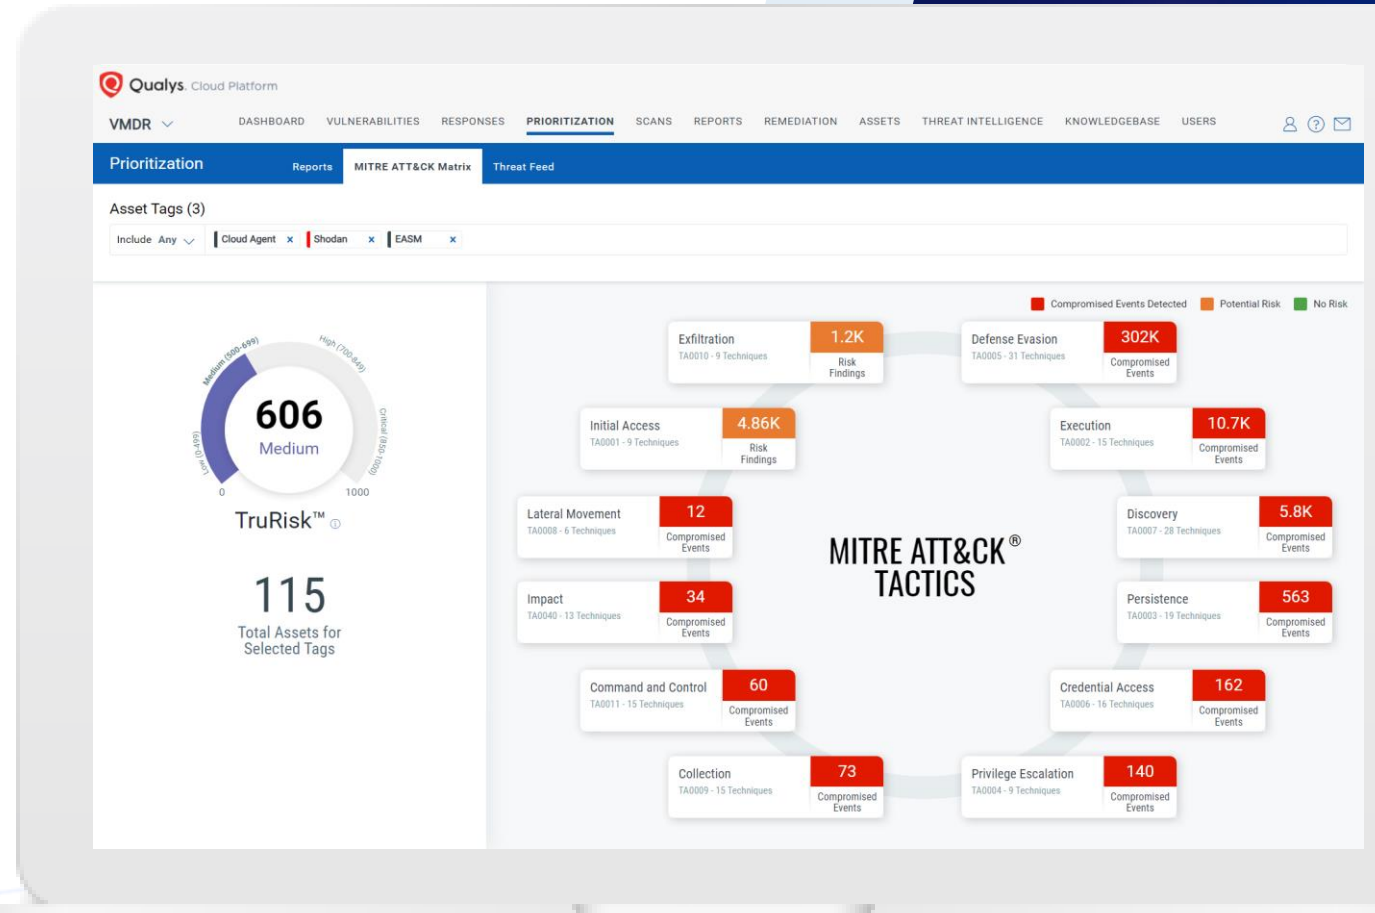 Qualys. Cloud Platform
VMDR
DASHBOARD VULNERABILITIES RESPONSES PRIORITIZATION SCANS REPORTS REMEDIATION ASSETS THREAT INTELLIGENCE KNOWLEDGEBASE USERS
Prioritization
Reports MITRE ATT&CK Matrix Threat Feed
Asset Tags (3)
Include Any Cloud Agent x Shodan x EASM x
Low (0-499)
Medium (500-699)
High (700-849)
Critical (850-1000)
606
Medium
0 1000
TruRisk™
115
Total Assets for
Selected Tags
Compromised Events Detected Potential Risk No Risk
Exfiltration
TA0010 - 9 Techniques
1.2K
Risk
Findings
Defense Evasion
TA0005 - 31 Techniques
302K
Compromised
Events
Initial Access
TA0001 - 9 Techniques
4.86K
Risk
Findings
Execution
TA0002 - 15 Techniques
10.7K
Compromised
Events
Lateral Movement
TA0008 - 6 Techniques
12
Compromised
Events
Discovery
TA0007 - 28 Techniques
5.8K
Compromised
Events
MITRE ATT&CK®
TACTICS
Impact
TA0040 - 13 Techniques
34
Compromised
Events
Persistence
TA0003 - 19 Techniques
563
Compromised
Events
Command and Control
TA0011 - 15 Techniques
60
Compromised
Events
Credential Access
TA0006 - 16 Techniques
162
Compromised
Events
Collection
TA0009 - 15 Techniques
73
Compromised
Events
Privilege Escalation
TA0004 - 9 Techniques
140
Compromised
Events